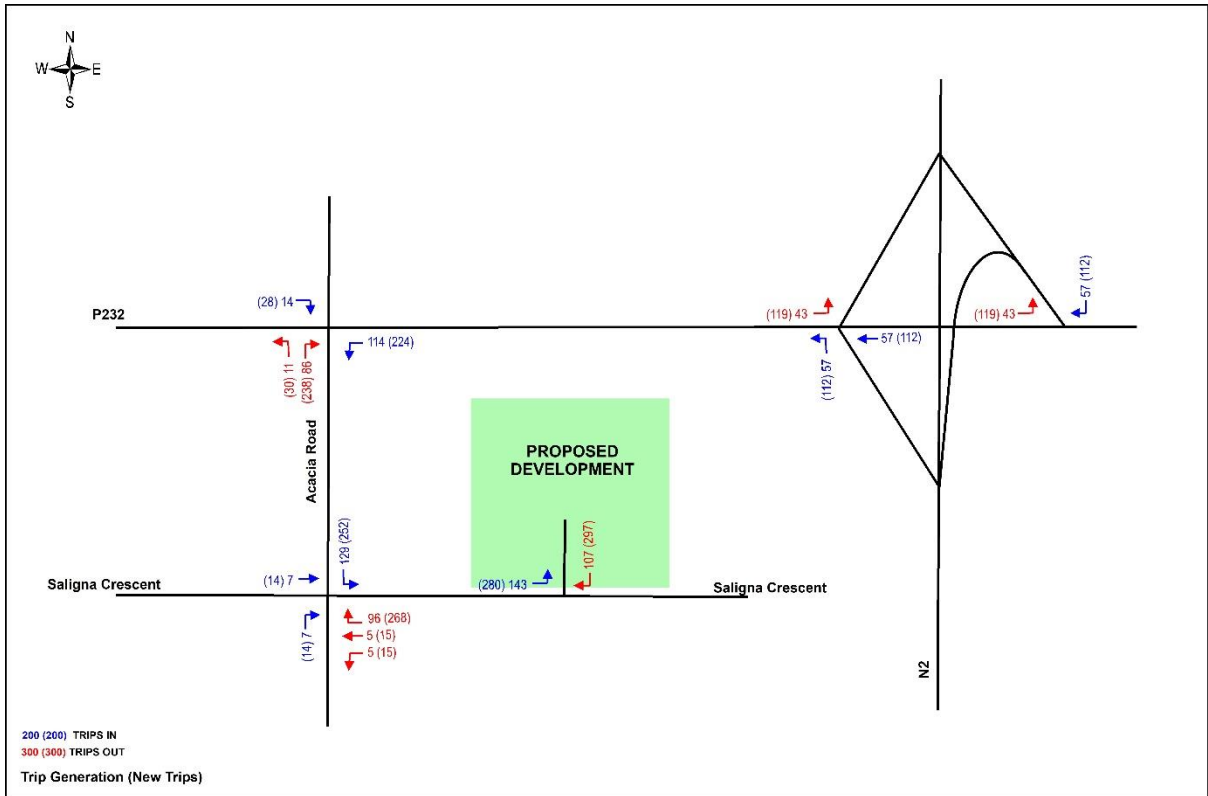 N
W E
S
57 (112)
(28) 14
P232
(119) 43
(119) 43
114 (224)
57 (112)
(30) 11
(238) 86
(112) 57
Acacia Road
PROPOSED
DEVELOPMENT
129 (252)
107 (297)
Saligna Crescent
(14) 7
(280) 143
Saligna Crescent
96 (268)
(14) 7
5 (15)
5 (15)
N2
200 (200) TRIPS IN
300 (300) TRIPS OUT
Trip Generation (New Trips)